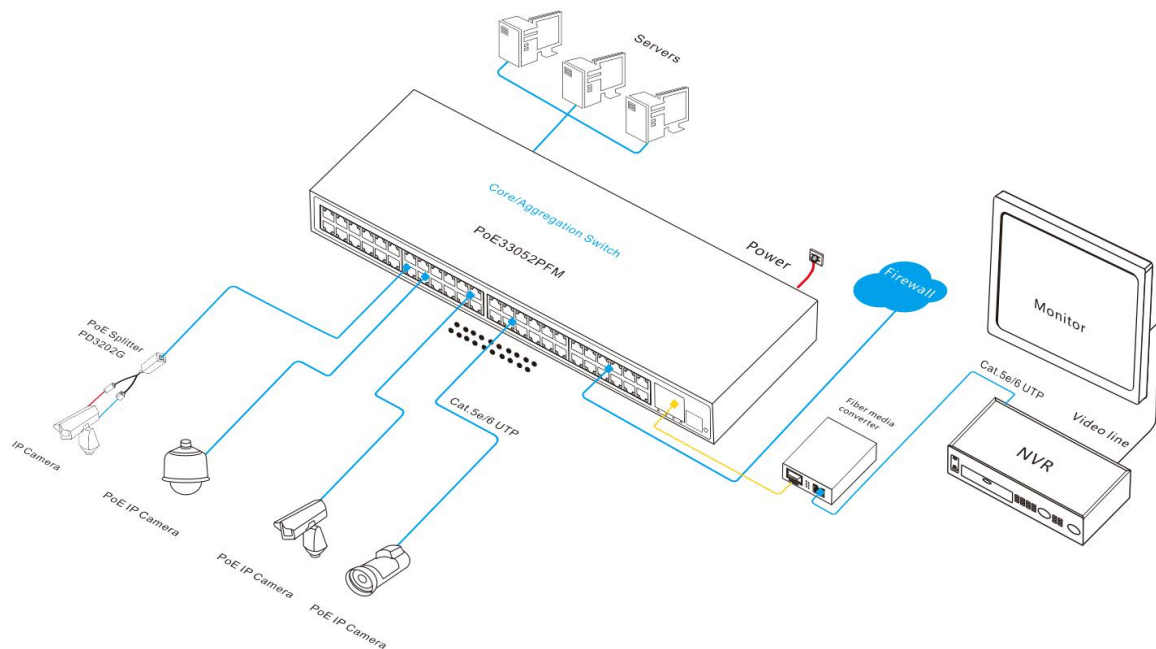 Servers
Core/Aggregation Switch
PoE33052PFM
Power
Firewall
Monitor
PoE Splitter
PD3202G
Cat.5e/6 UTP
Cat.5e/6 UTP
Fiber media
converter
Video line
NVR
IP Camera
PoE IP Camera
PoE IP Camera
PoE IP Camera